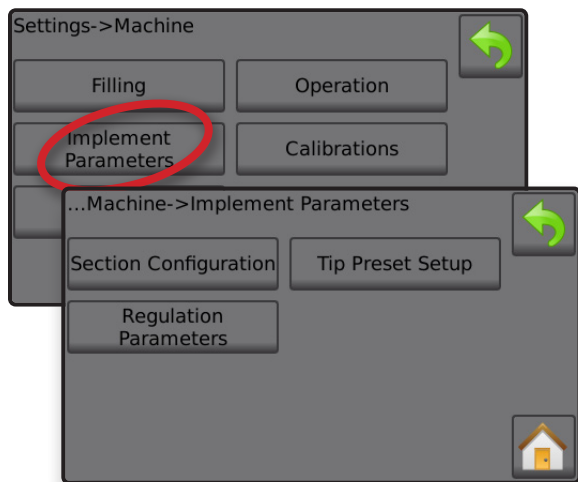 Settings->Machine
Filling
Operation
Implement
Parameters
Calibrations
...Machine->Implement Parameters
Section Configuration
Tip Preset Setup
Regulation
Parameters